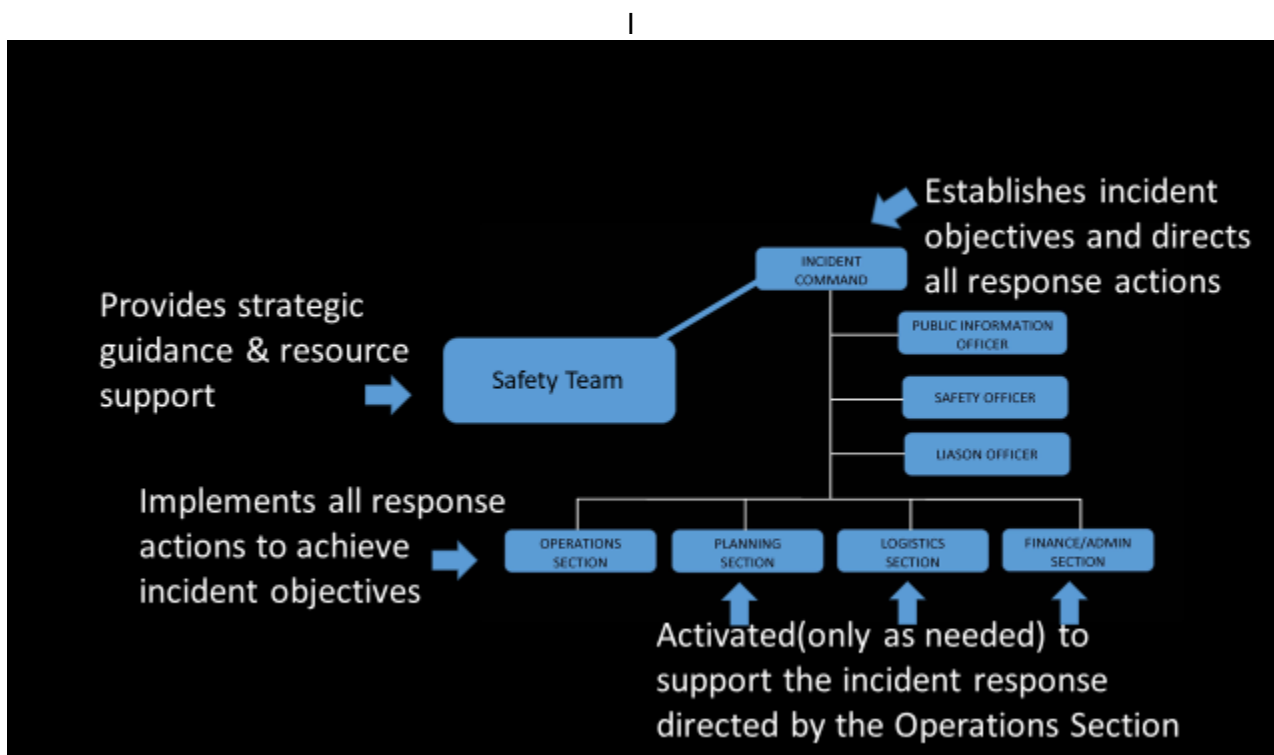 I
Establishes incident
objectives and directs
all response actions
INCIDENT
COMMAND
Provides strategic
guidance & resource
support
Safety Team
PUBLIC INFORMATION
OFFICER
SAFETY OFFICER
LIASON OFFICER
Implements all response
actions to achieve
incident objectives
OPERATIONS
SECTION
PLANNING
SECTION
LOGISTICS
SECTION
FINANCE/ADMIN
SECTION
Activated(only as needed) to
support the incident response
directed by the Operations Section